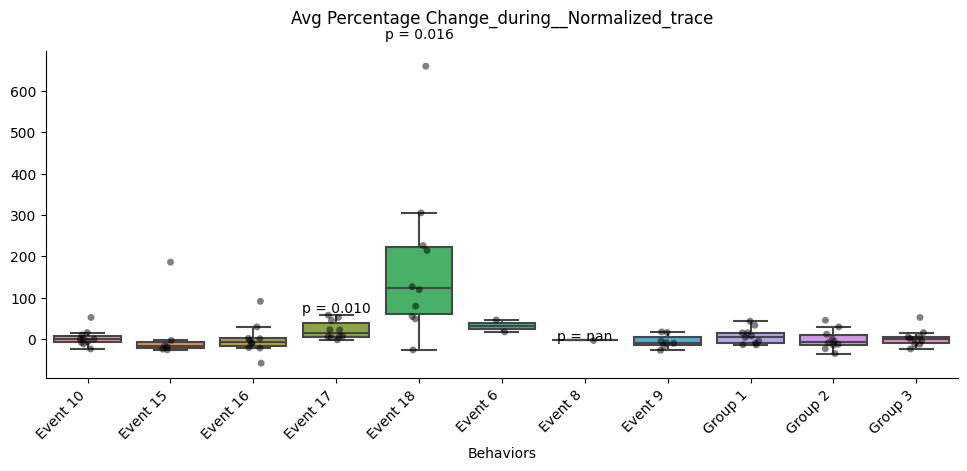 Avg Percentage Change_during__Normalized_trace
p = 0.016
600
500
400
300
200
100
0
p = 0.010
p = nan
Event 10
Event 15
Event 16
Event 17
Event 18
Event 6
Event 8
Event 9
Group 1
Group 2
Group 3
Behaviors